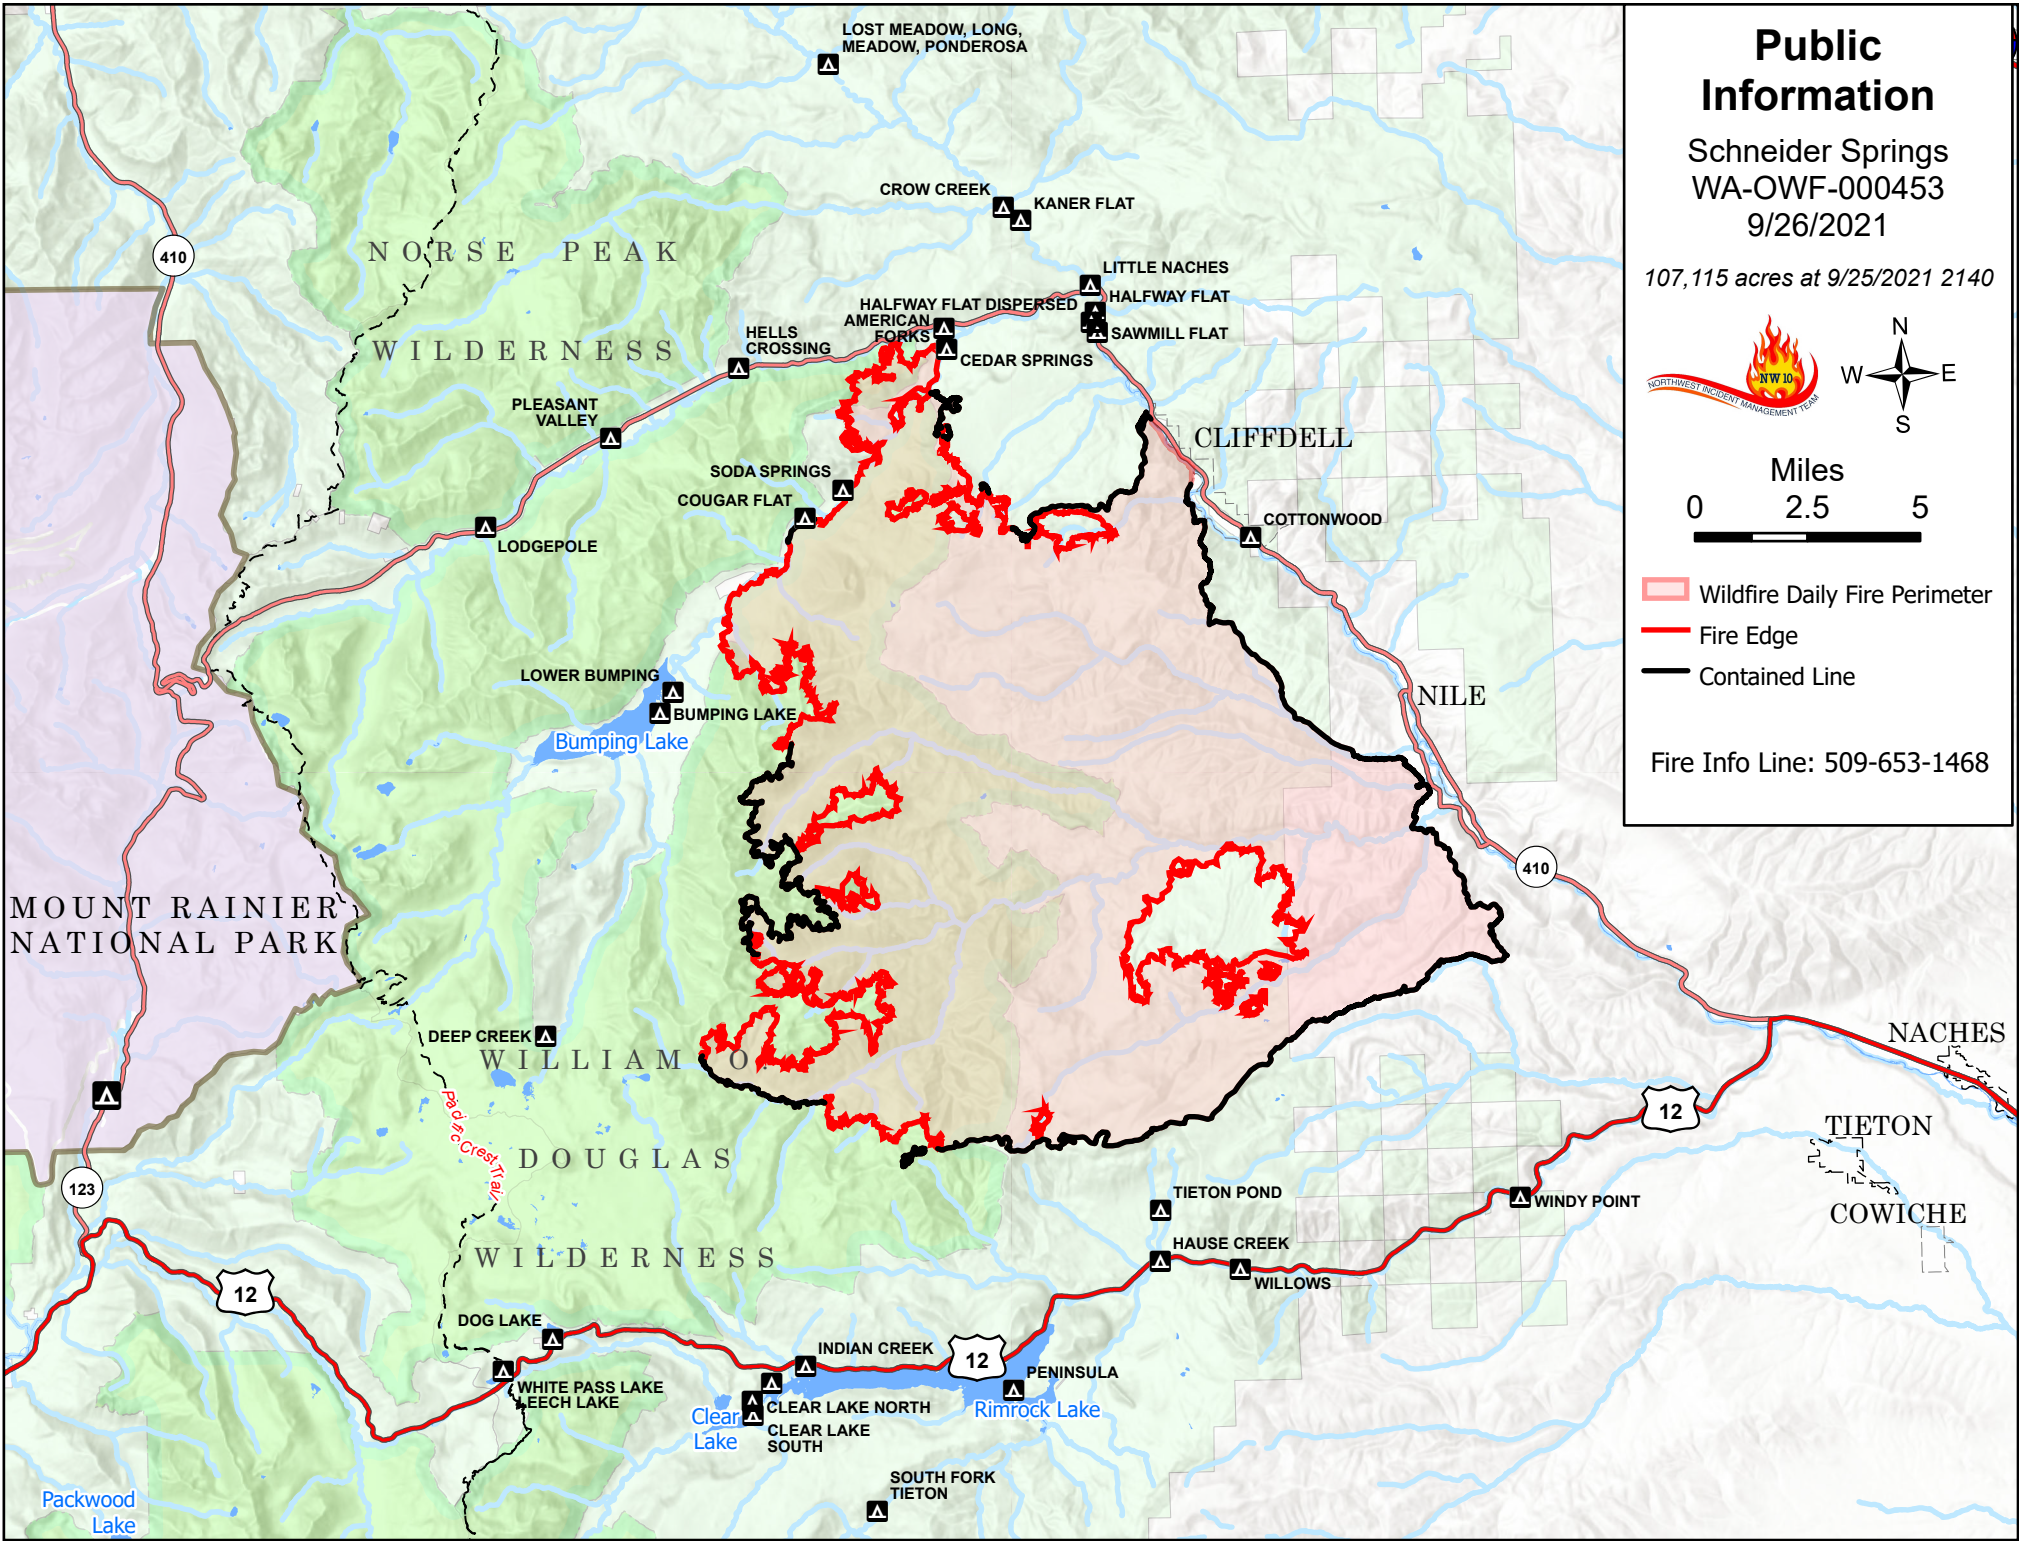 Public
Information
Schneider Springs
WA-OWF-000453
9/26/2021
107,115 acres at 9/25/2021 2140
NW 10
NORTHWEST INCIDENT MANAGEMENT TEAM
N
W
E
S
Miles
0 2.5 5
Wildfire Daily Fire Perimeter
Fire Edge
Contained Line
Fire Info Line: 509-653-1468
LOST MEADOW, LONG,
MEADOW, PONDEROSA
CROW CREEK
KANER FLAT
NORSE PEAK
WILDERNESS
410
LITTLE NACHES
HALFWAY FLAT
HALFWAY FLAT DISPERSED
AMERICAN
FORKS
SAWMILL FLAT
CEDAR SPRINGS
HELLS
CROSSING
PLEASANT
VALLEY
CLIFFDELL
SODA SPRINGS
COUGAR FLAT
COTTONWOOD
LODGEPOLE
LOWER BUMPING
BUMPING LAKE
Bumping Lake
NILE
410
MOUNT RAINIER
NATIONAL PARK
DEEP CREEK
WILLIAM O.
DOUGLAS
WILDERNESS
Pacific Crest Trail
NACHES
12
TIETON
COWICHE
123
TIETON POND
WINDY POINT
HAUSE CREEK
WILLOWS
12
DOG LAKE
INDIAN CREEK
12
PENINSULA
WHITE PASS LAKE
LEECH LAKE
CLEAR LAKE NORTH
CLEAR LAKE
SOUTH
Clear
Lake
Rimrock Lake
SOUTH FORK
TIETON
Packwood
Lake